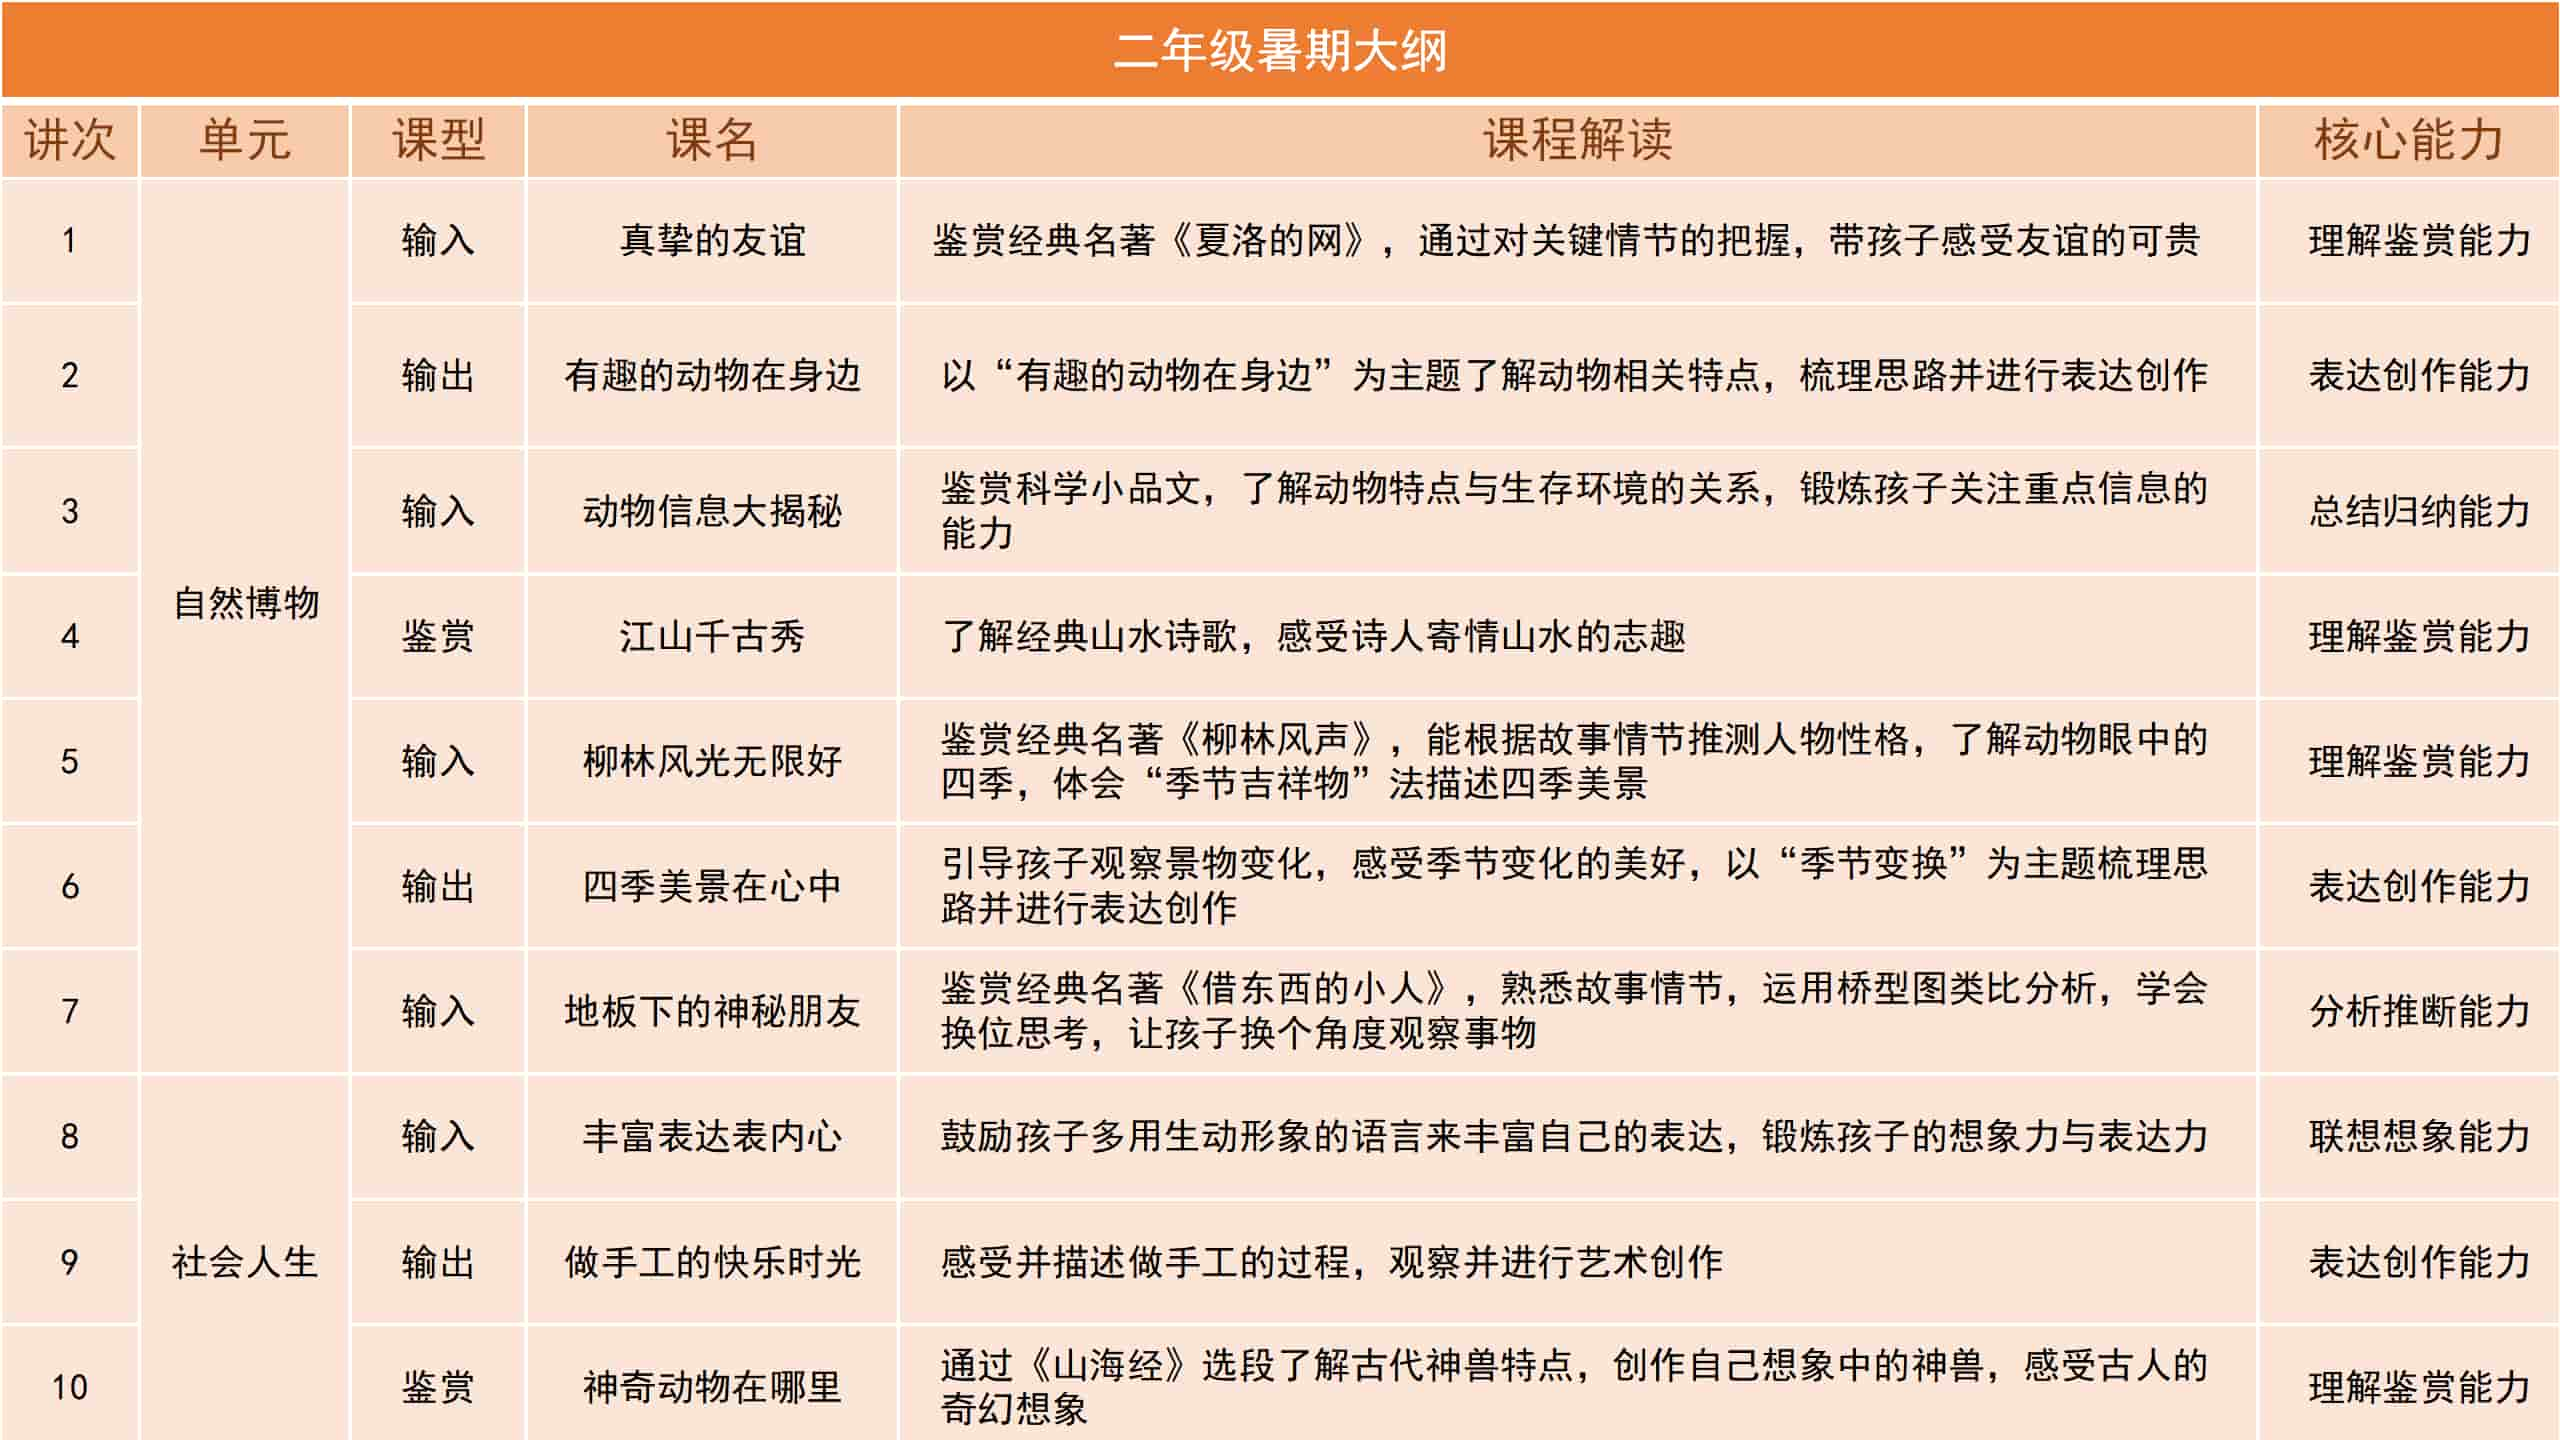 二年级暑期大纲
讲次 单元 课型 课名 课程解读 核心能力
1 输入 真挚的友谊 鉴赏经典名著《夏洛的网》，通过对关键情节的把握，带孩子感受友谊的可贵 理解鉴赏能力
2 输出 有趣的动物在身边 以“有趣的动物在身边”为主题了解动物相关特点，梳理思路并进行表达创作 表达创作能力
3 输入 动物信息大揭秘 鉴赏科学小品文，了解动物特点与生存环境的关系，锻炼孩子关注重点信息的
能力 总结归纳能力
自然博物
4 鉴赏 江山千古秀 了解经典山水诗歌，感受诗人寄情山水的志趣 理解鉴赏能力
5 输入 柳林风光无限好 鉴赏经典名著《柳林风声》，能根据故事情节推测人物性格，了解动物眼中的
四季，体会“季节吉祥物”法描述四季美景 理解鉴赏能力
6 输出 四季美景在心中 引导孩子观察景物变化，感受季节变化的美好，以“季节变换”为主题梳理思
路并进行表达创作 表达创作能力
7 输入 地板下的神秘朋友 鉴赏经典名著《借东西的小人》，熟悉故事情节，运用桥型图类比分析，学会
换位思考，让孩子换个角度观察事物 分析推断能力
8 输入 丰富表达表内心 鼓励孩子多用生动形象的语言来丰富自己的表达，锻炼孩子的想象力与表达力 联想想象能力
9 社会人生 输出 做手工的快乐时光 感受并描述做手工的过程，观察并进行艺术创作 表达创作能力
10 鉴赏 神奇动物在哪里 通过《山海经》选段了解古代神兽特点，创作自己想象中的神兽，感受古人的
奇幻想象 理解鉴赏能力